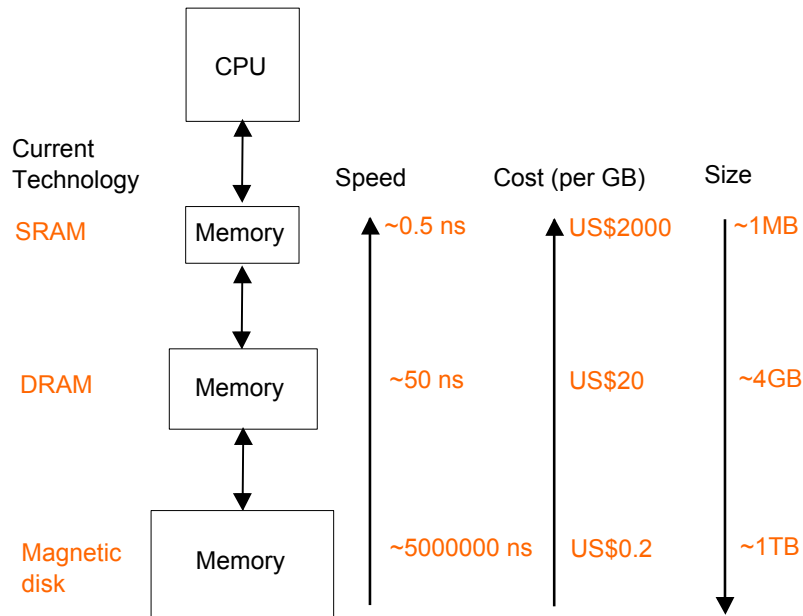 CPU
Current
Technology
Speed
Cost (per GB)
Size
SRAM
Memory
~0.5 ns
US$2000
~1MB
DRAM
Memory
~50 ns
US$20
~4GB
Magnetic
disk
Memory
~5000000 ns
US$0.2
~1TB